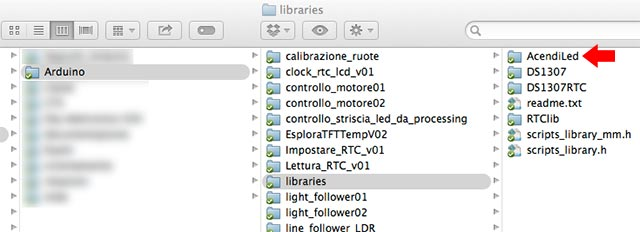 libraries
Arduino
calibrazione_ruote
clock_rtc_lcd_v01
controllo_motore01
controllo_motore02
controllo_striscia_led_da_processing
EsploraTFTTempV02
Impostare_RTC_v01
Lettura_RTC_v01
libraries
light_follower01
light_follower02
line_follower_LDR
AcendiLed
DS1307
DS1307RTC
readme.txt
RTClib
scripts_library_mm.h
scripts_library.h